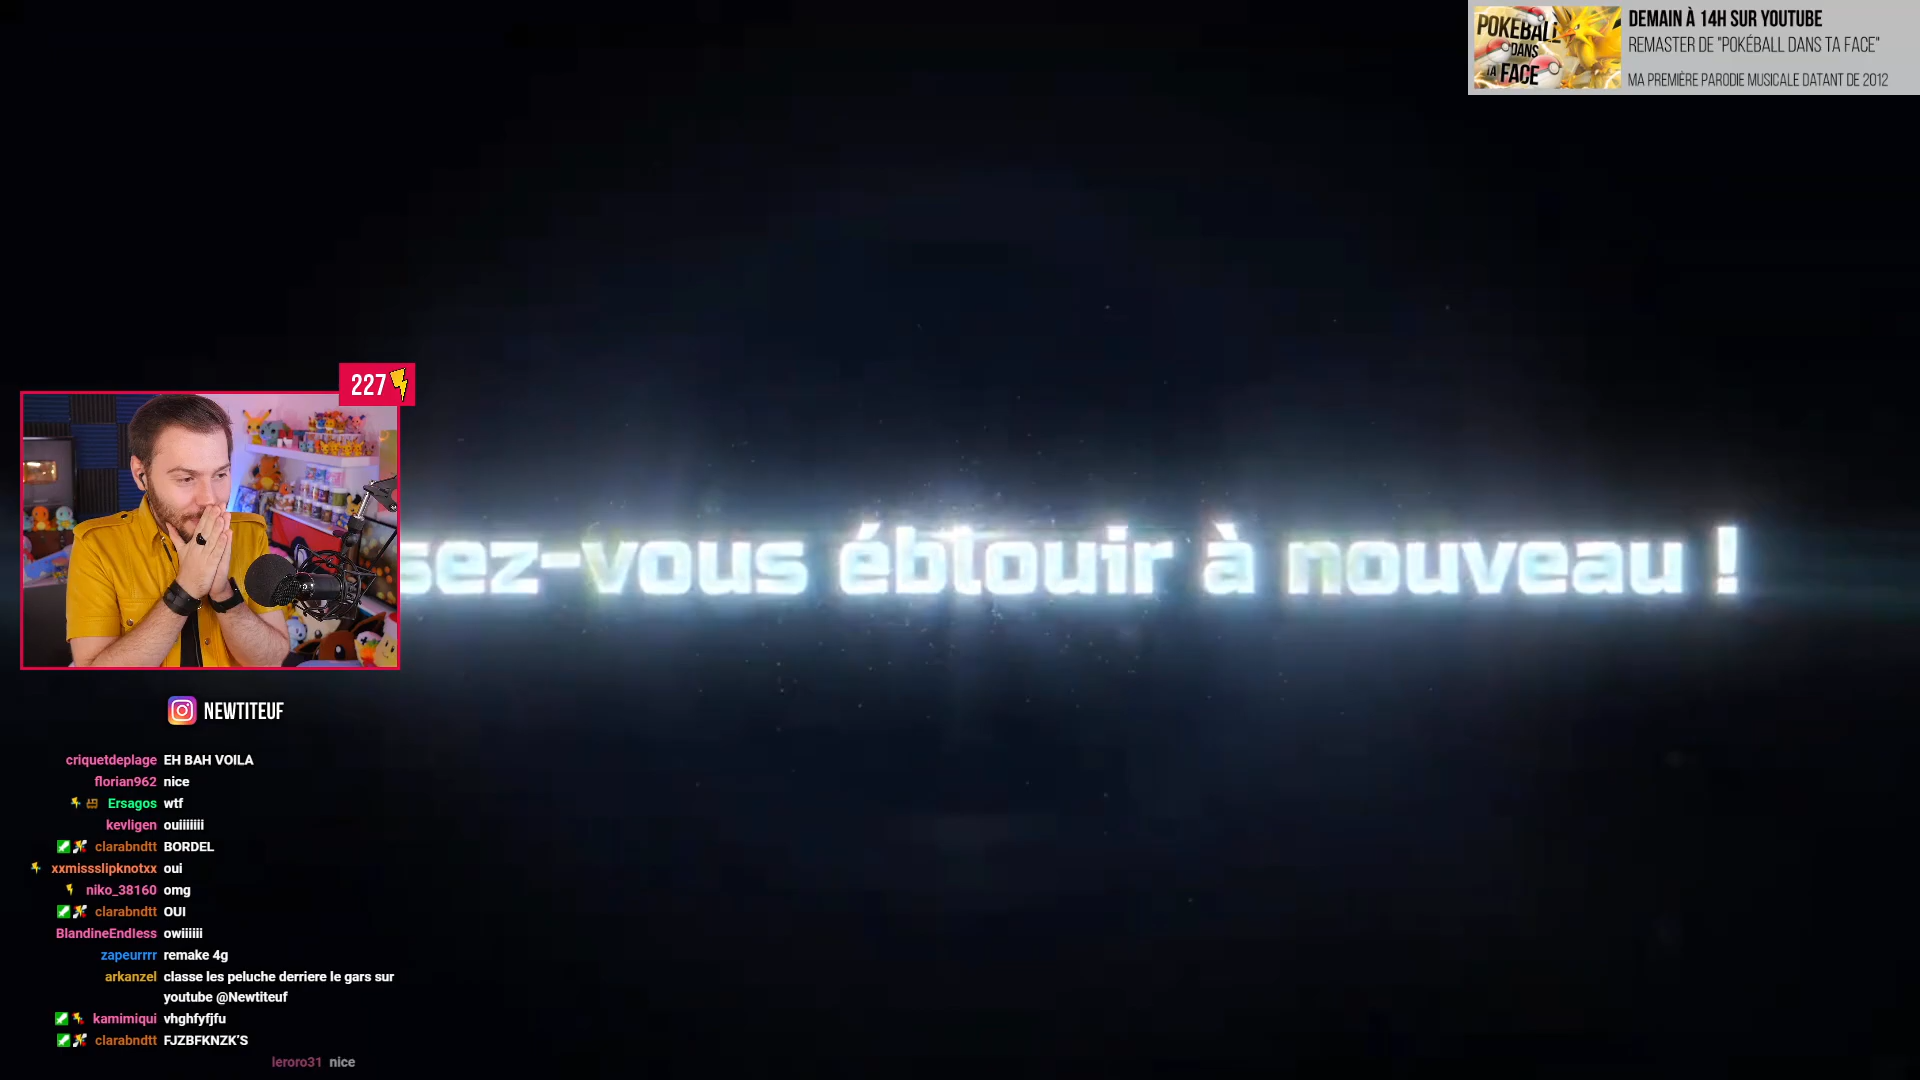 POKÉBALL
DANS
TA FACE
DEMAIN À 14H SUR YOUTUBE
REMASTER DE "POKÉBALL DANS TA FACE"
MA PREMIÈRE PARODIE MUSICALE DATANT DE 2012
227
sez-vous éblouir à nouveau !
NEWTITEUF
criquetdeplage EH BAH VOILA
florian962 nice
Ersagos wtf
kevligen ouiiiiiii
clarabndtt BORDEL
xxmissslipknotxx oui
niko_38160 omg
clarabndtt OUI
BlandineEndless owiiiiii
zapeurrrr remake 4g
arkanzel classe les peluche derriere le gars sur
youtube @Newtiteuf
kamimiqui vhghfyfjfu
clarabndtt FJZBFKNZK'S
leroro31 nice